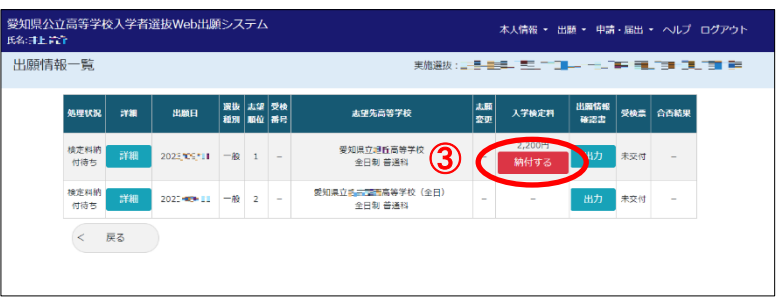 愛知県公立高等学校入学者選抜Web出願システム
氏名:井上
本人情報 出願 申請・届出 ヘルプ ログアウト
出願情報一覧
実施選抜:
処理状況 詳細 出願日 選抜種別 志望順位 受検番号 志望先高等学校 志願変更 入学検定料 出願情報確認書 受検票 合否結果
検定料納付待ち 詳細 一般 1 - 愛知県立 高等学校 全日制 普通科 - 2,200円 納付する 出力 未交付 -
③
検定料納付待ち 詳細 一般 2 - 愛知県立 高等学校(全日) 全日制 普通科 - - 出力 未交付 -
< 戻る